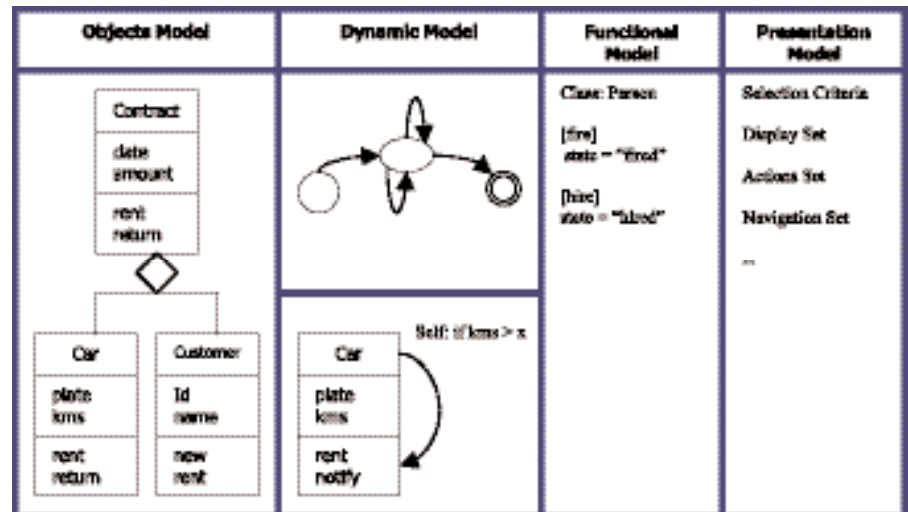 Objects Model
Contract
date
amount
rent
return
Car
plate
kms
rent
return
Customer
Id
name
new
rent
Dynamic Model
Self: if kms > x
Car
plate
kms
rent
notify
Functional
Model
Class: Person
[fire]
state = "fired"
[hire]
state = "hired"
Presentation
Model
Selection Criteria
Display Set
Actions Set
Navigation Set
...